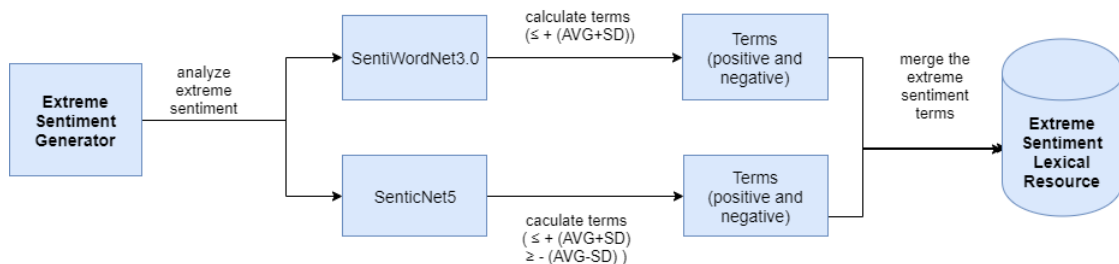 Extreme
Sentiment
Generator
analyze
extreme
sentiment
SentiWordNet3.0
calculate terms
(≤ + (AVG+SD))
Terms
(positive and
negative)
SenticNet5
caculate terms
( ≤ + (AVG+SD)
≥ - (AVG-SD) )
Terms
(positive and
negative)
merge the
extreme
sentiment
terms
Extreme
Sentiment
Lexical
Resource